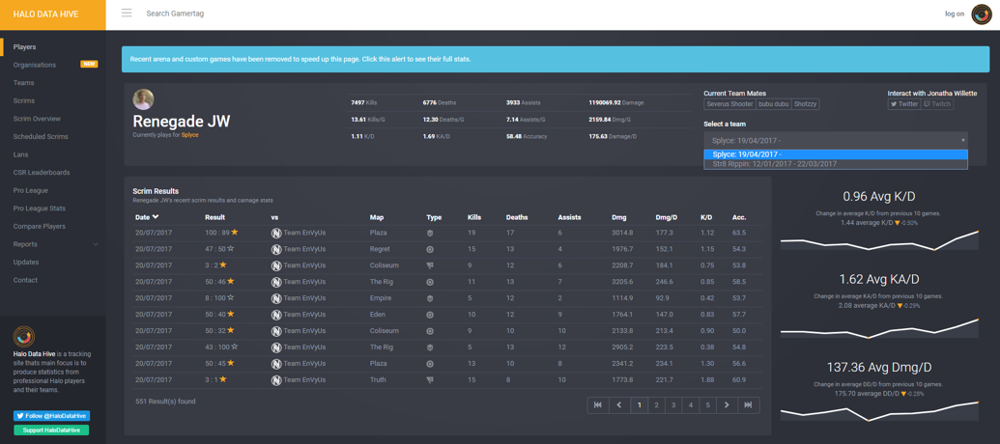 HALO DATA HIVE
Search Gamertag
log on
Players
Organisations NEW
Teams
Scrims
Scrim Overview
Scheduled Scrims
Lans
CSR Leaderboards
Pro League
Pro League Stats
Compare Players
Reports
Updates
Contact
Halo Data Hive is a tracking
site thats main focus is to
produce statistics from
professional Halo players
and their teams.
Follow @HaloDataHive
Support HaloDataHive
Recent arena and custom games have been removed to speed up this page. Click this alert to see their full stats.
Renegade JW
Currently plays for Splyce
7497 Kills 6776 Deaths 3933 Assists 1190069.92 Damage
13.61 Kills/G 12.30 Deaths/G 7.14 Assists/G 2159.84 Dmg/G
1.11 K/D 1.69 KA/D 58.48 Accuracy 175.63 Damage/D
Current Team Mates
Severus Shooter bubu dubu Shotzzy
Interact with Jonatha Willette
Twitter Twitch
Select a team
Splyce: 19/04/2017 -
Splyce: 19/04/2017 -
Str8 Rippin: 12/01/2017 - 22/03/2017
Scrim Results
Renegade JW's recent scrim results and carnage stats
Date Result vs Map Type Kills Deaths Assists Dmg Dmg/D K/D Acc.
20/07/2017 100 : 89 Team EnVyUs Plaza 19 17 6 3014.8 177.3 1.12 63.5
20/07/2017 47 : 50 Team EnVyUs Regret 15 13 4 1976.7 152.1 1.15 54.3
20/07/2017 3 : 2 Team EnVyUs Coliseum 9 12 6 2208.7 184.1 0.75 53.8
20/07/2017 50 : 46 Team EnVyUs The Rig 11 13 7 3205.6 246.6 0.85 58.5
20/07/2017 8 : 100 Team EnVyUs Empire 5 12 2 1114.9 92.9 0.42 53.7
20/07/2017 50 : 40 Team EnVyUs Eden 10 12 9 1764.1 147.0 0.83 57.7
20/07/2017 50 : 32 Team EnVyUs Coliseum 9 10 10 2133.8 213.4 0.90 50.0
20/07/2017 43 : 100 Team EnVyUs The Rig 5 13 12 2905.2 223.5 0.38 54.8
20/07/2017 50 : 45 Team EnVyUs Plaza 13 10 8 2341.2 234.1 1.30 56.6
20/07/2017 3 : 1 Team EnVyUs Truth 15 8 10 1773.8 221.7 1.88 60.9
551 Result(s) found
1 2 3 4 5
0.96 Avg K/D
Change in average K/D from previous 10 games.
1.44 average K/D -0.50%
1.62 Avg KA/D
Change in average KA/D from previous 10 games.
2.08 average KA/D -0.29%
137.36 Avg Dmg/D
Change in average DD/D from previous 10 games.
175.70 average DD/D -0.28%